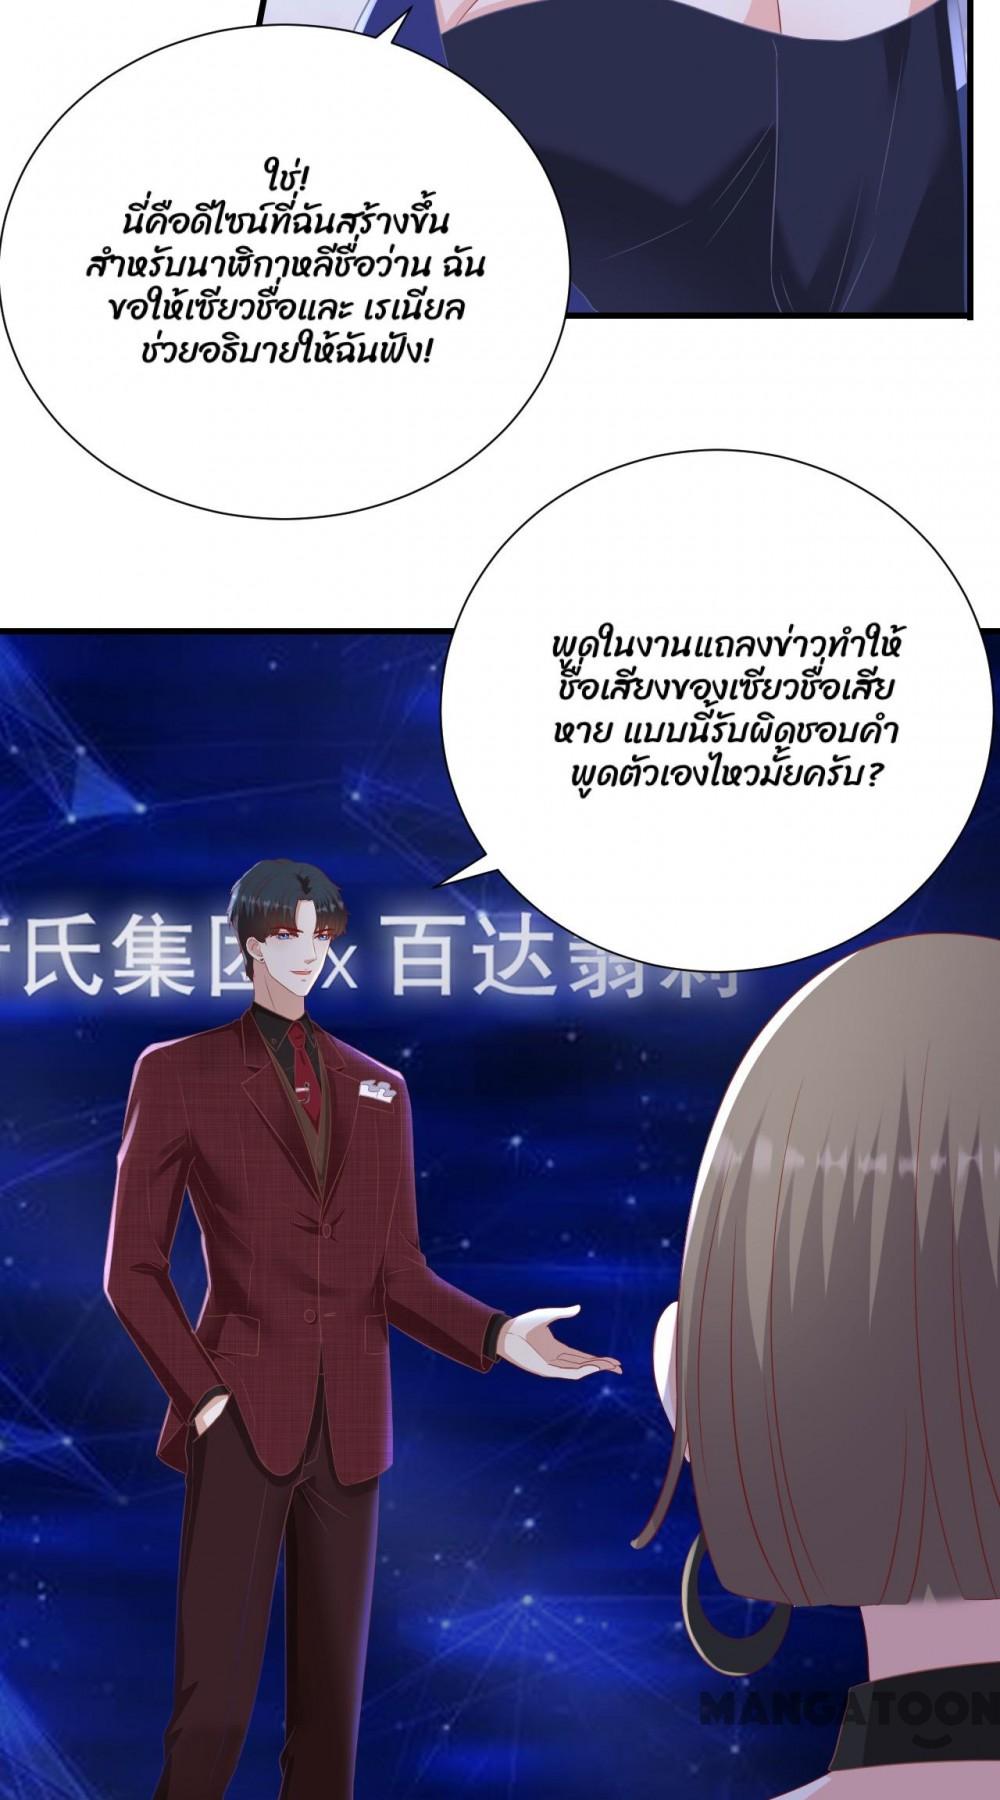 ใช่!
นี่คือดีไซน์ที่ฉันสร้างขึ้น
สำหรับนาฬิกาหลีชื่อว่าน ฉัน
ขอให้เซียวชื่อและ เรเนียล
ช่วยอธิบายให้ฉันฟัง!
พูดในงานแถลงข่าวทำให้
ชื่อเสียงของเซียวชื่อเสีย
หาย แบบนี้รับผิดชอบคำ
พูดตัวเองไหวมั้ยครับ?
氏集团 x 百达翡丽
MANGATOON